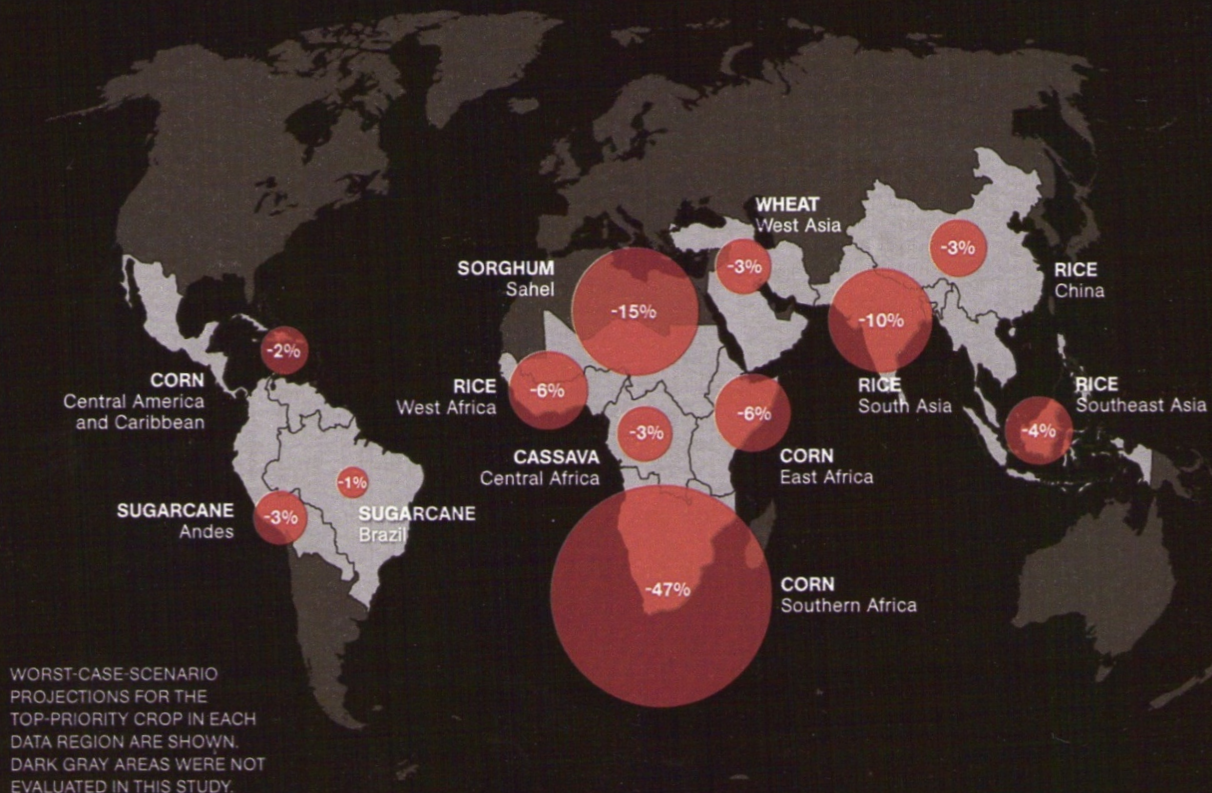 WHEAT
West Asia
-3%
-3%
SORGHUM
Sahel
-15%
RICE
China
-10%
-2%
CORN
Central America
and Caribbean
RICE
West Africa
-6%
-6%
RICE
South Asia
RICE
Southeast Asia
-3%
-4%
CASSAVA
Central Africa
CORN
East Africa
-1%
SUGARCANE
Andes
-3%
SUGARCANE
Brazil
-47%
CORN
Southern Africa
WORST-CASE-SCENARIO
PROJECTIONS FOR THE
TOP-PRIORITY CROP IN EACH
DATA REGION ARE SHOWN.
DARK GRAY AREAS WERE NOT
EVALUATED IN THIS STUDY.